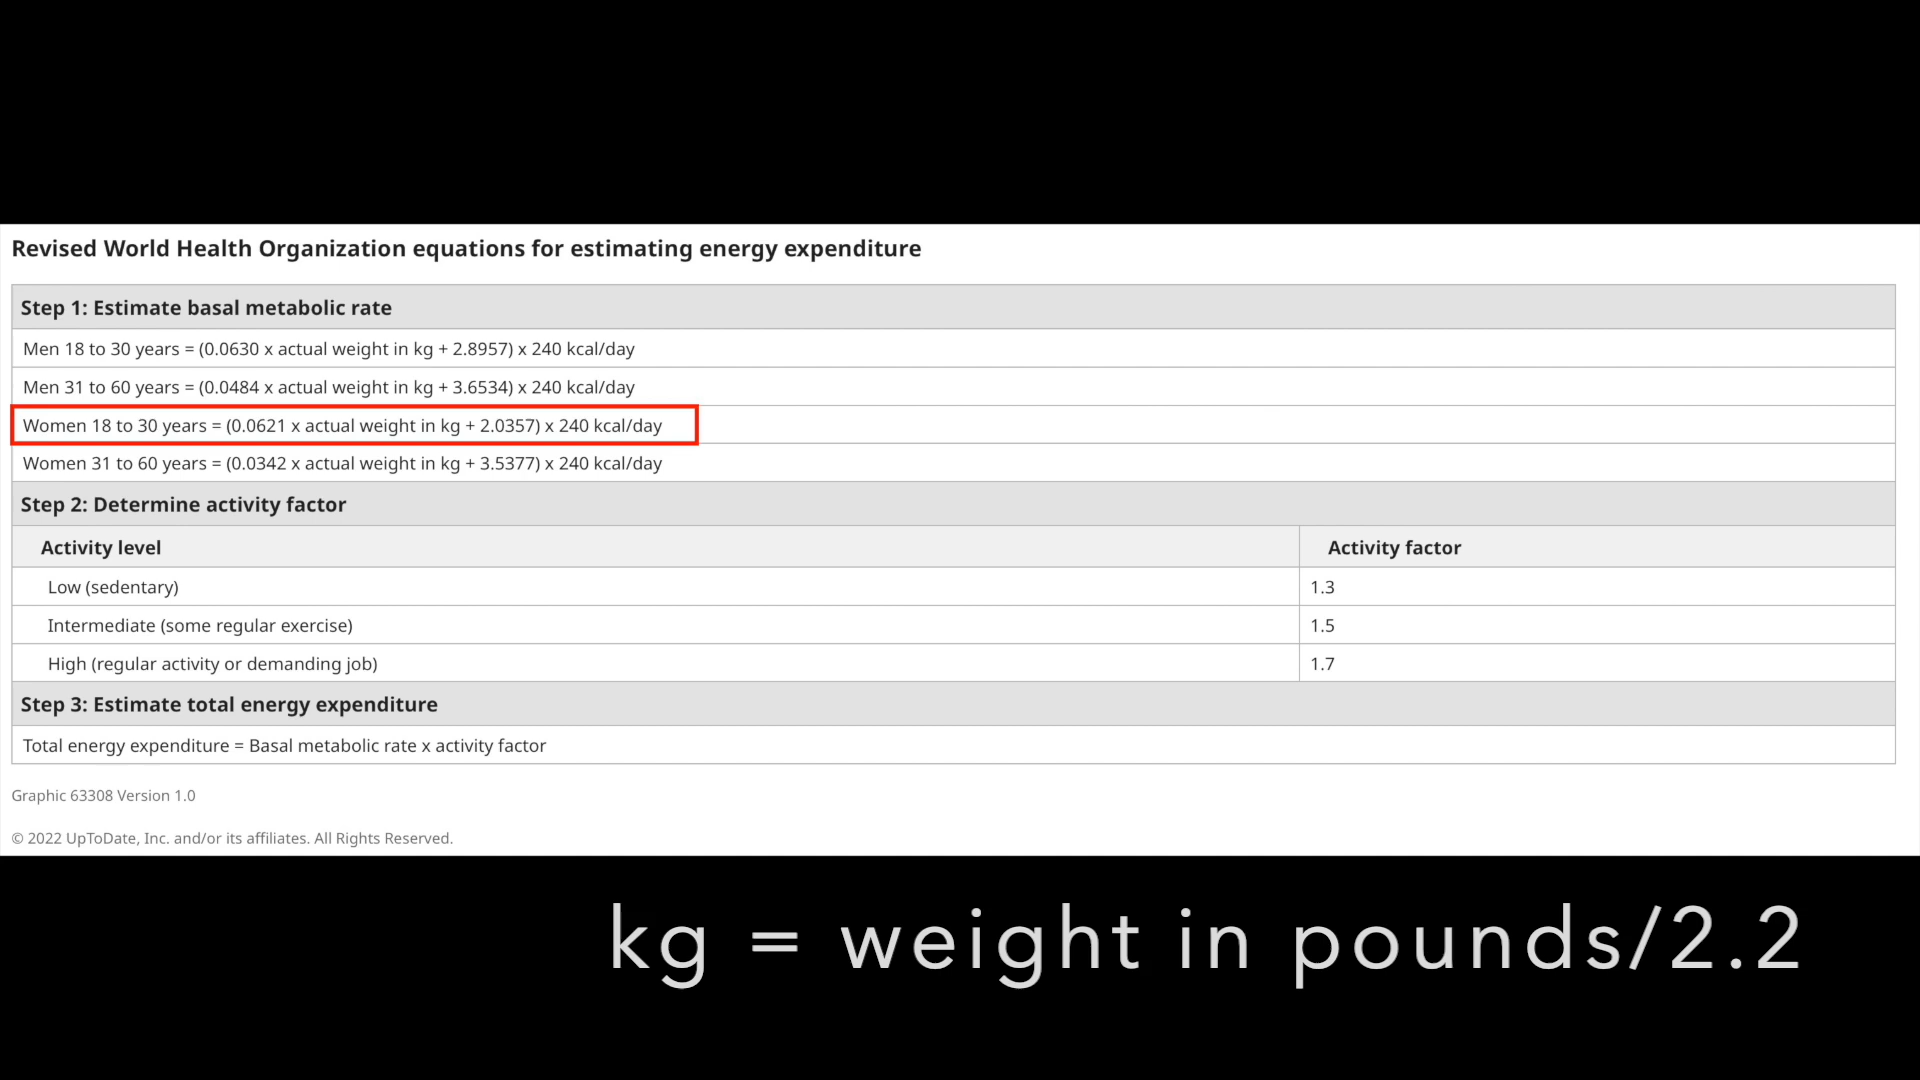 Revised World Health Organization equations for estimating energy expenditure
Step 1: Estimate basal metabolic rate
Men 18 to 30 years = (0.0630 x actual weight in kg + 2.8957) x 240 kcal/day
Men 31 to 60 years = (0.0484 x actual weight in kg + 3.6534) x 240 kcal/day
Women 18 to 30 years = (0.0621 x actual weight in kg + 2.0357) x 240 kcal/day
Women 31 to 60 years = (0.0342 x actual weight in kg + 3.5377) x 240 kcal/day
Step 2: Determine activity factor
Activity level Activity factor
Low (sedentary) 1.3
Intermediate (some regular exercise) 1.5
High (regular activity or demanding job) 1.7
Step 3: Estimate total energy expenditure
Total energy expenditure = Basal metabolic rate x activity factor
Graphic 63308 Version 1.0
© 2022 UpToDate, Inc. and/or its affiliates. All Rights Reserved.
kg = weight in pounds/2.2